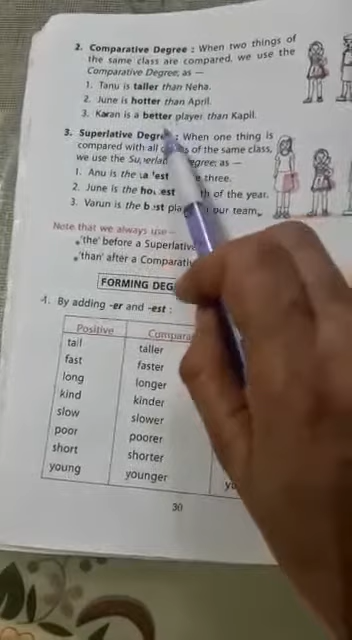 2. Comparative Degree : When two things of
the same class are compared, we use the
Comparative Degree; as —
1. Tanu is taller than Neha.
2. June is hotter than April.
3. Karan is a better player than Kapil.
3. Superlative Degree : When one thing is
compared with all of the same class,
we use the Superlative Degree; as —
1. Anu is the three.
2. June is the of the year.
3. Varun is the best our team.
Note that we always use —
'the' before a Superlative
'than' after a Comparati
FORMING DEG
1. By adding -er and -est :
Positive Compara
tall taller
fast faster
long longer
kind kinder
slow slower
poor poorer
short shorter
young younger
30